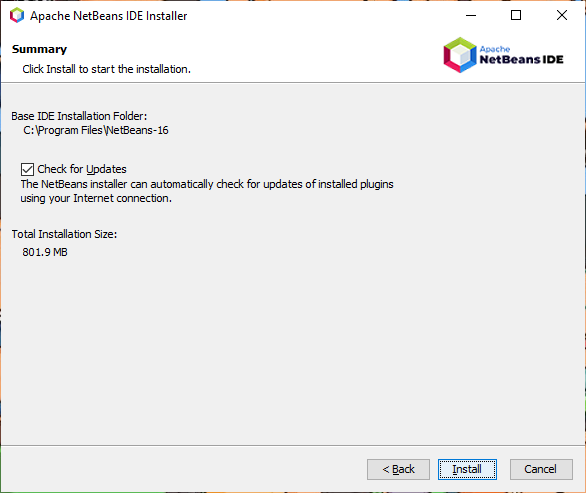 Apache NetBeans IDE Installer
Summary
Click Install to start the installation.
Apache
NetBeans IDE
Base IDE Installation Folder:
C:\Program Files\NetBeans-16
Check for Updates
The NetBeans installer can automatically check for updates of installed plugins
using your Internet connection.
Total Installation Size:
801.9 MB
< Back
Install
Cancel